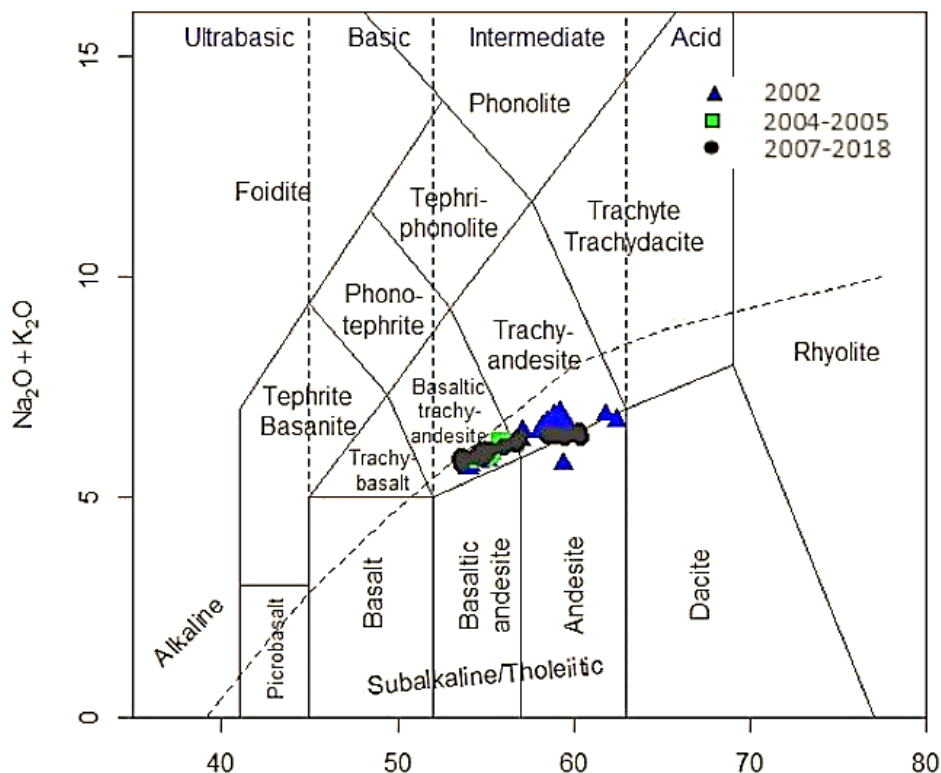 Ultrabasic Basic Intermediate Acid
15
2002
Phonolite
2004-2005
2007-2018
Foidite
Tephri-
phonolite
Trachyte
Trachydacite
10
Phono-
tephrite
Na₂O + K₂O
Trachy-
andesite
Rhyolite
Tephrite
Basanite
Basaltic
trachy-
andesite
Trachy
basalt
5
Alkaline
Picrobasalt
Basalt
Basaltic
andesite
Andesite
Dacite
Subalkaline/Tholeiitic
0
40 50 60 70 80